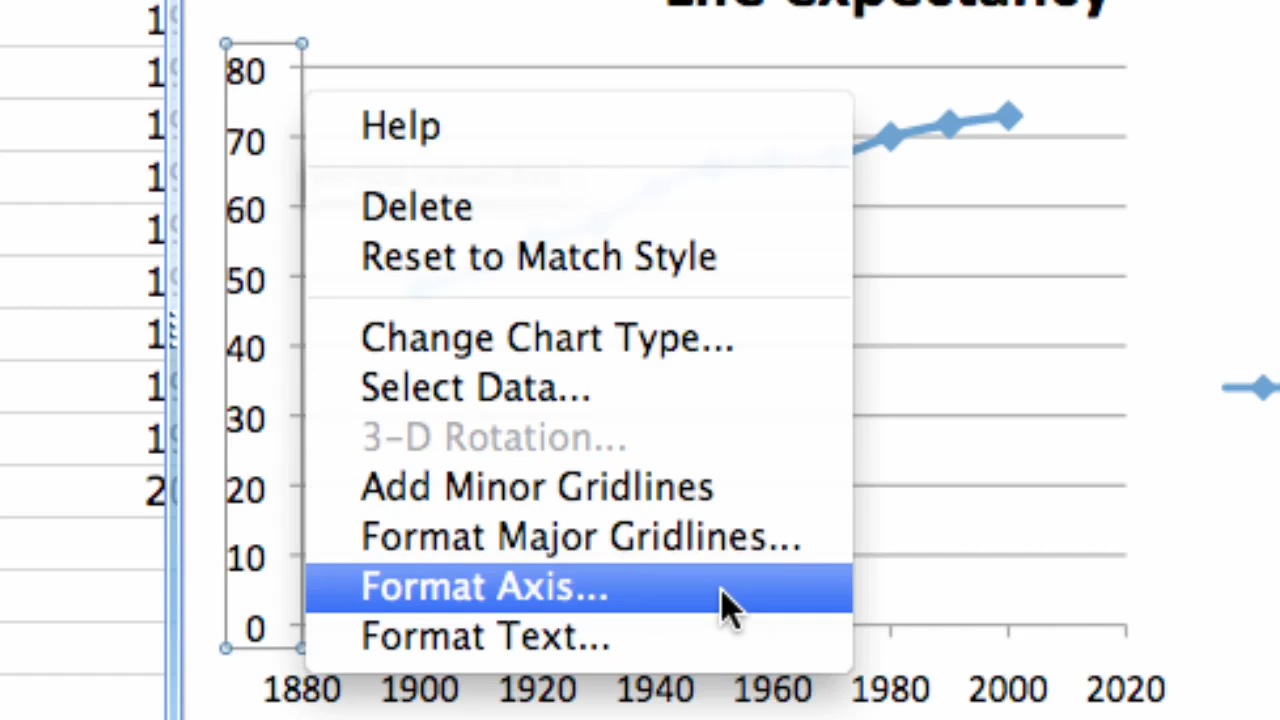 Life expectancy
80
70
60
50
40
30
20
10
0
Help
Delete
Reset to Match Style
Change Chart Type...
Select Data...
3-D Rotation...
Add Minor Gridlines
Format Major Gridlines...
Format Axis...
Format Text...
1880 1900 1920 1940 1960 1980 2000 2020